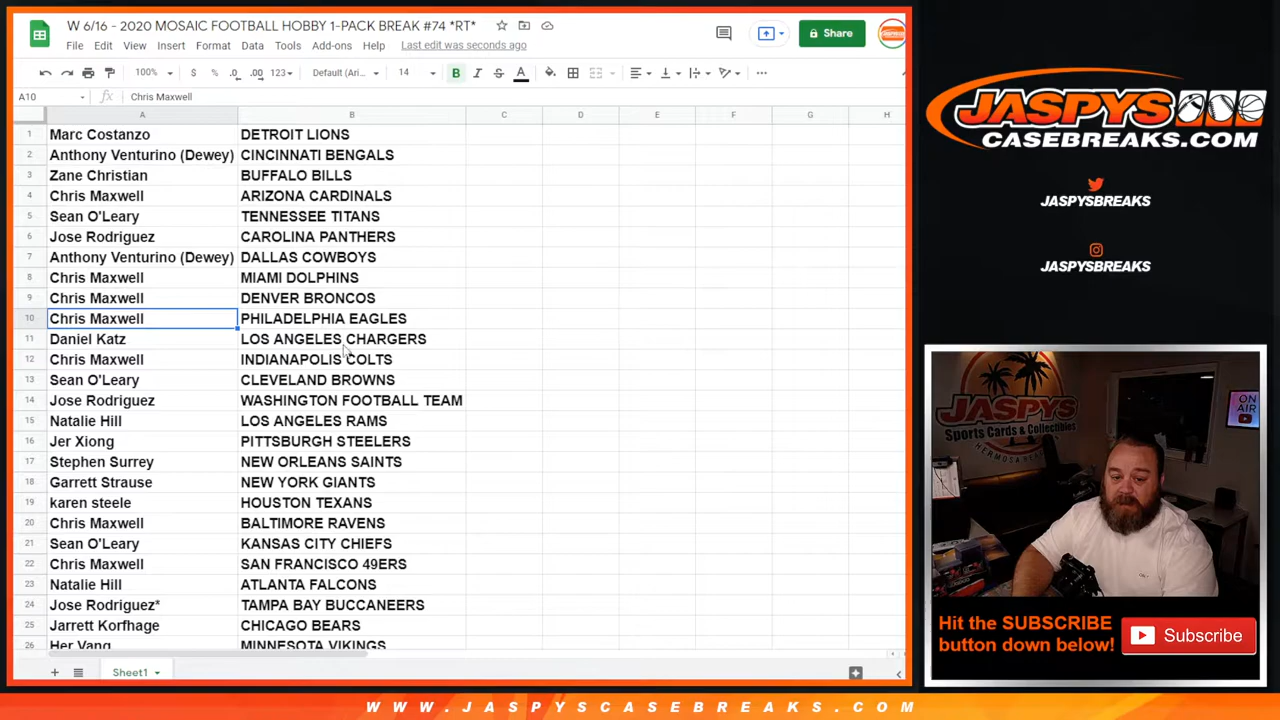 W 6/16 - 2020 MOSAIC FOOTBALL HOBBY 1-PACK BREAK #74 *RT*
File Edit View Insert Format Data Tools Add-ons Help Last edit was seconds ago
Share
100% $ % .0 .00 123 Default (Ari... 14 B I S A
A10 fx Chris Maxwell
A B C D E F G H
1 Marc Costanzo DETROIT LIONS
2 Anthony Venturino (Dewey) CINCINNATI BENGALS
3 Zane Christian BUFFALO BILLS
4 Chris Maxwell ARIZONA CARDINALS
5 Sean O'Leary TENNESSEE TITANS
6 Jose Rodriguez CAROLINA PANTHERS
7 Anthony Venturino (Dewey) DALLAS COWBOYS
8 Chris Maxwell MIAMI DOLPHINS
9 Chris Maxwell DENVER BRONCOS
10 Chris Maxwell PHILADELPHIA EAGLES
11 Daniel Katz LOS ANGELES CHARGERS
12 Chris Maxwell INDIANAPOLIS COLTS
13 Sean O'Leary CLEVELAND BROWNS
14 Jose Rodriguez WASHINGTON FOOTBALL TEAM
15 Natalie Hill LOS ANGELES RAMS
16 Jer Xiong PITTSBURGH STEELERS
17 Stephen Surrey NEW ORLEANS SAINTS
18 Garrett Strause NEW YORK GIANTS
19 karen steele HOUSTON TEXANS
20 Chris Maxwell BALTIMORE RAVENS
21 Sean O'Leary KANSAS CITY CHIEFS
22 Chris Maxwell SAN FRANCISCO 49ERS
23 Natalie Hill ATLANTA FALCONS
24 Jose Rodriguez* TAMPA BAY BUCCANEERS
25 Jarrett Korfhage CHICAGO BEARS
26 Her Vang MINNESOTA VIKINGS
Sheet1
JASPYS
CASEBREAKS.COM
JASPYSBREAKS
JASPYSBREAKS
JASPYS
Sports Cards & Collectibles
HERMOSA BEA
ON
AIR
Hit the SUBSCRIBE
button down below!
Subscribe
WWW.JASPYSCASEBREAKS.COM